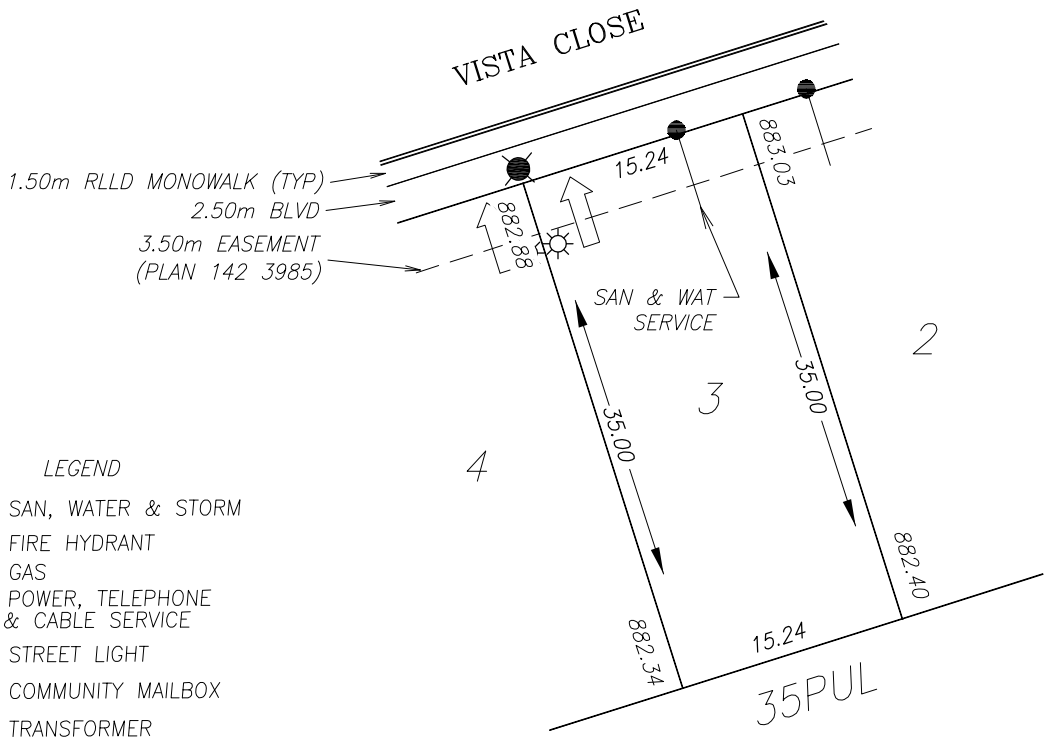 VISTA CLOSE
1.50m RLLD MONOWALK (TYP)
2.50m BLVD
3.50m EASEMENT
(PLAN 142 3985)
15.24
883.03
882.88
SAN & WAT
SERVICE
2
3
4
35.00
35.00
882.40
882.34
15.24
35PUL
LEGEND
SAN, WATER & STORM
FIRE HYDRANT
GAS
POWER, TELEPHONE
& CABLE SERVICE
STREET LIGHT
COMMUNITY MAILBOX
TRANSFORMER